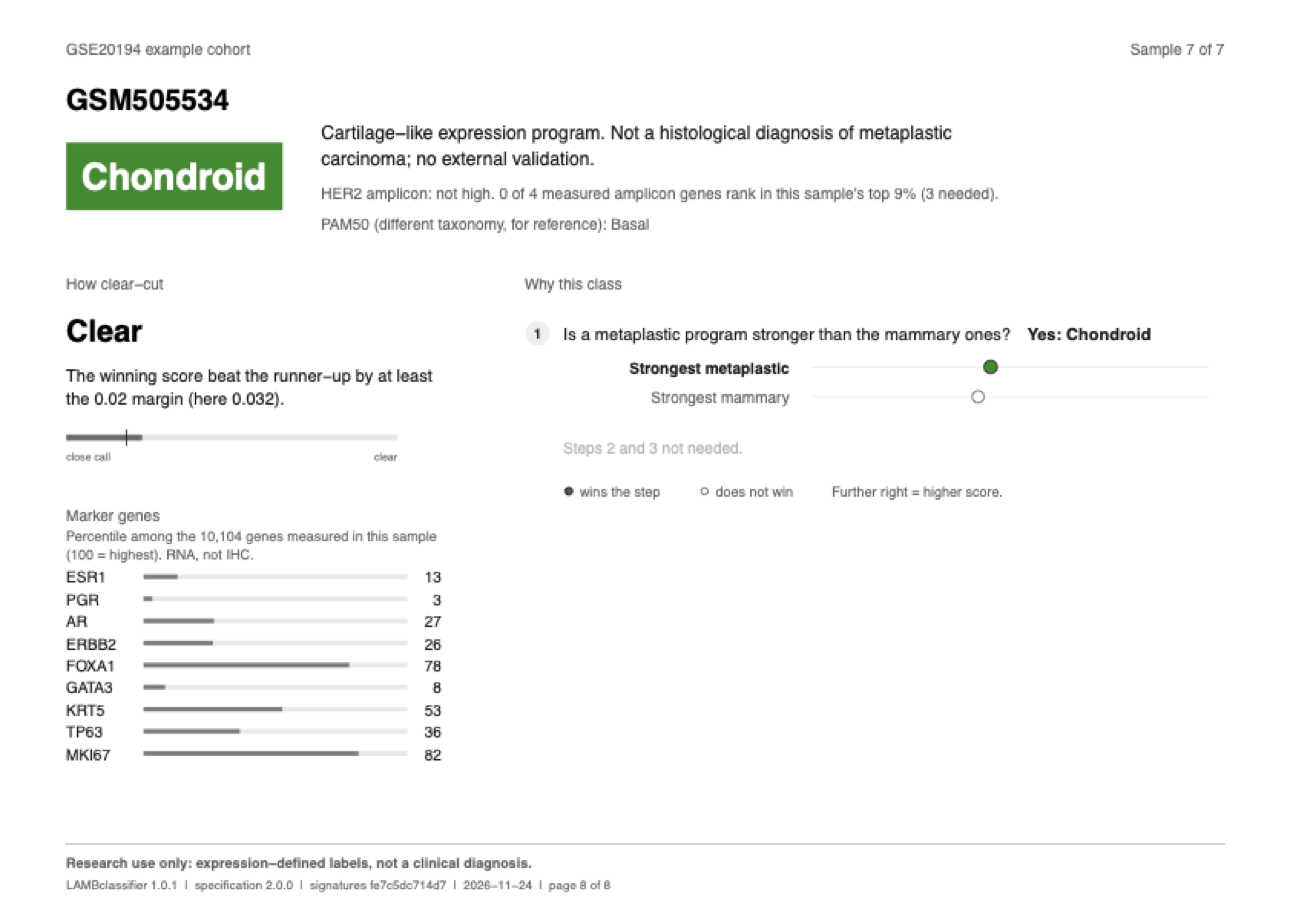 GSE20194 example cohort
Sample 7 of 7
GSM505534
Chondroid
Cartilage–like expression program. Not a histological diagnosis of metaplastic
carcinoma; no external validation.
HER2 amplicon: not high. 0 of 4 measured amplicon genes rank in this sample's top 9% (3 needed).
PAM50 (different taxonomy, for reference): Basal
How clear–cut
Clear
The winning score beat the runner–up by at least
the 0.02 margin (here 0.032).
close call
clear
Marker genes
Percentile among the 10,104 genes measured in this sample
(100 = highest). RNA, not IHC.
ESR1 13
PGR 3
AR 27
ERBB2 26
FOXA1 78
GATA3 8
KRT5 53
TP63 36
MKI67 82
Why this class
1 Is a metaplastic program stronger than the mammary ones? Yes: Chondroid
Strongest metaplastic
Strongest mammary
Steps 2 and 3 not needed.
wins the step does not win Further right = higher score.
Research use only: expression–defined labels, not a clinical diagnosis.
LAMBclassifier 1.0.1 | specification 2.0.0 | signatures fe7c5dc714d7 | 2026–11–24 | page 8 of 8